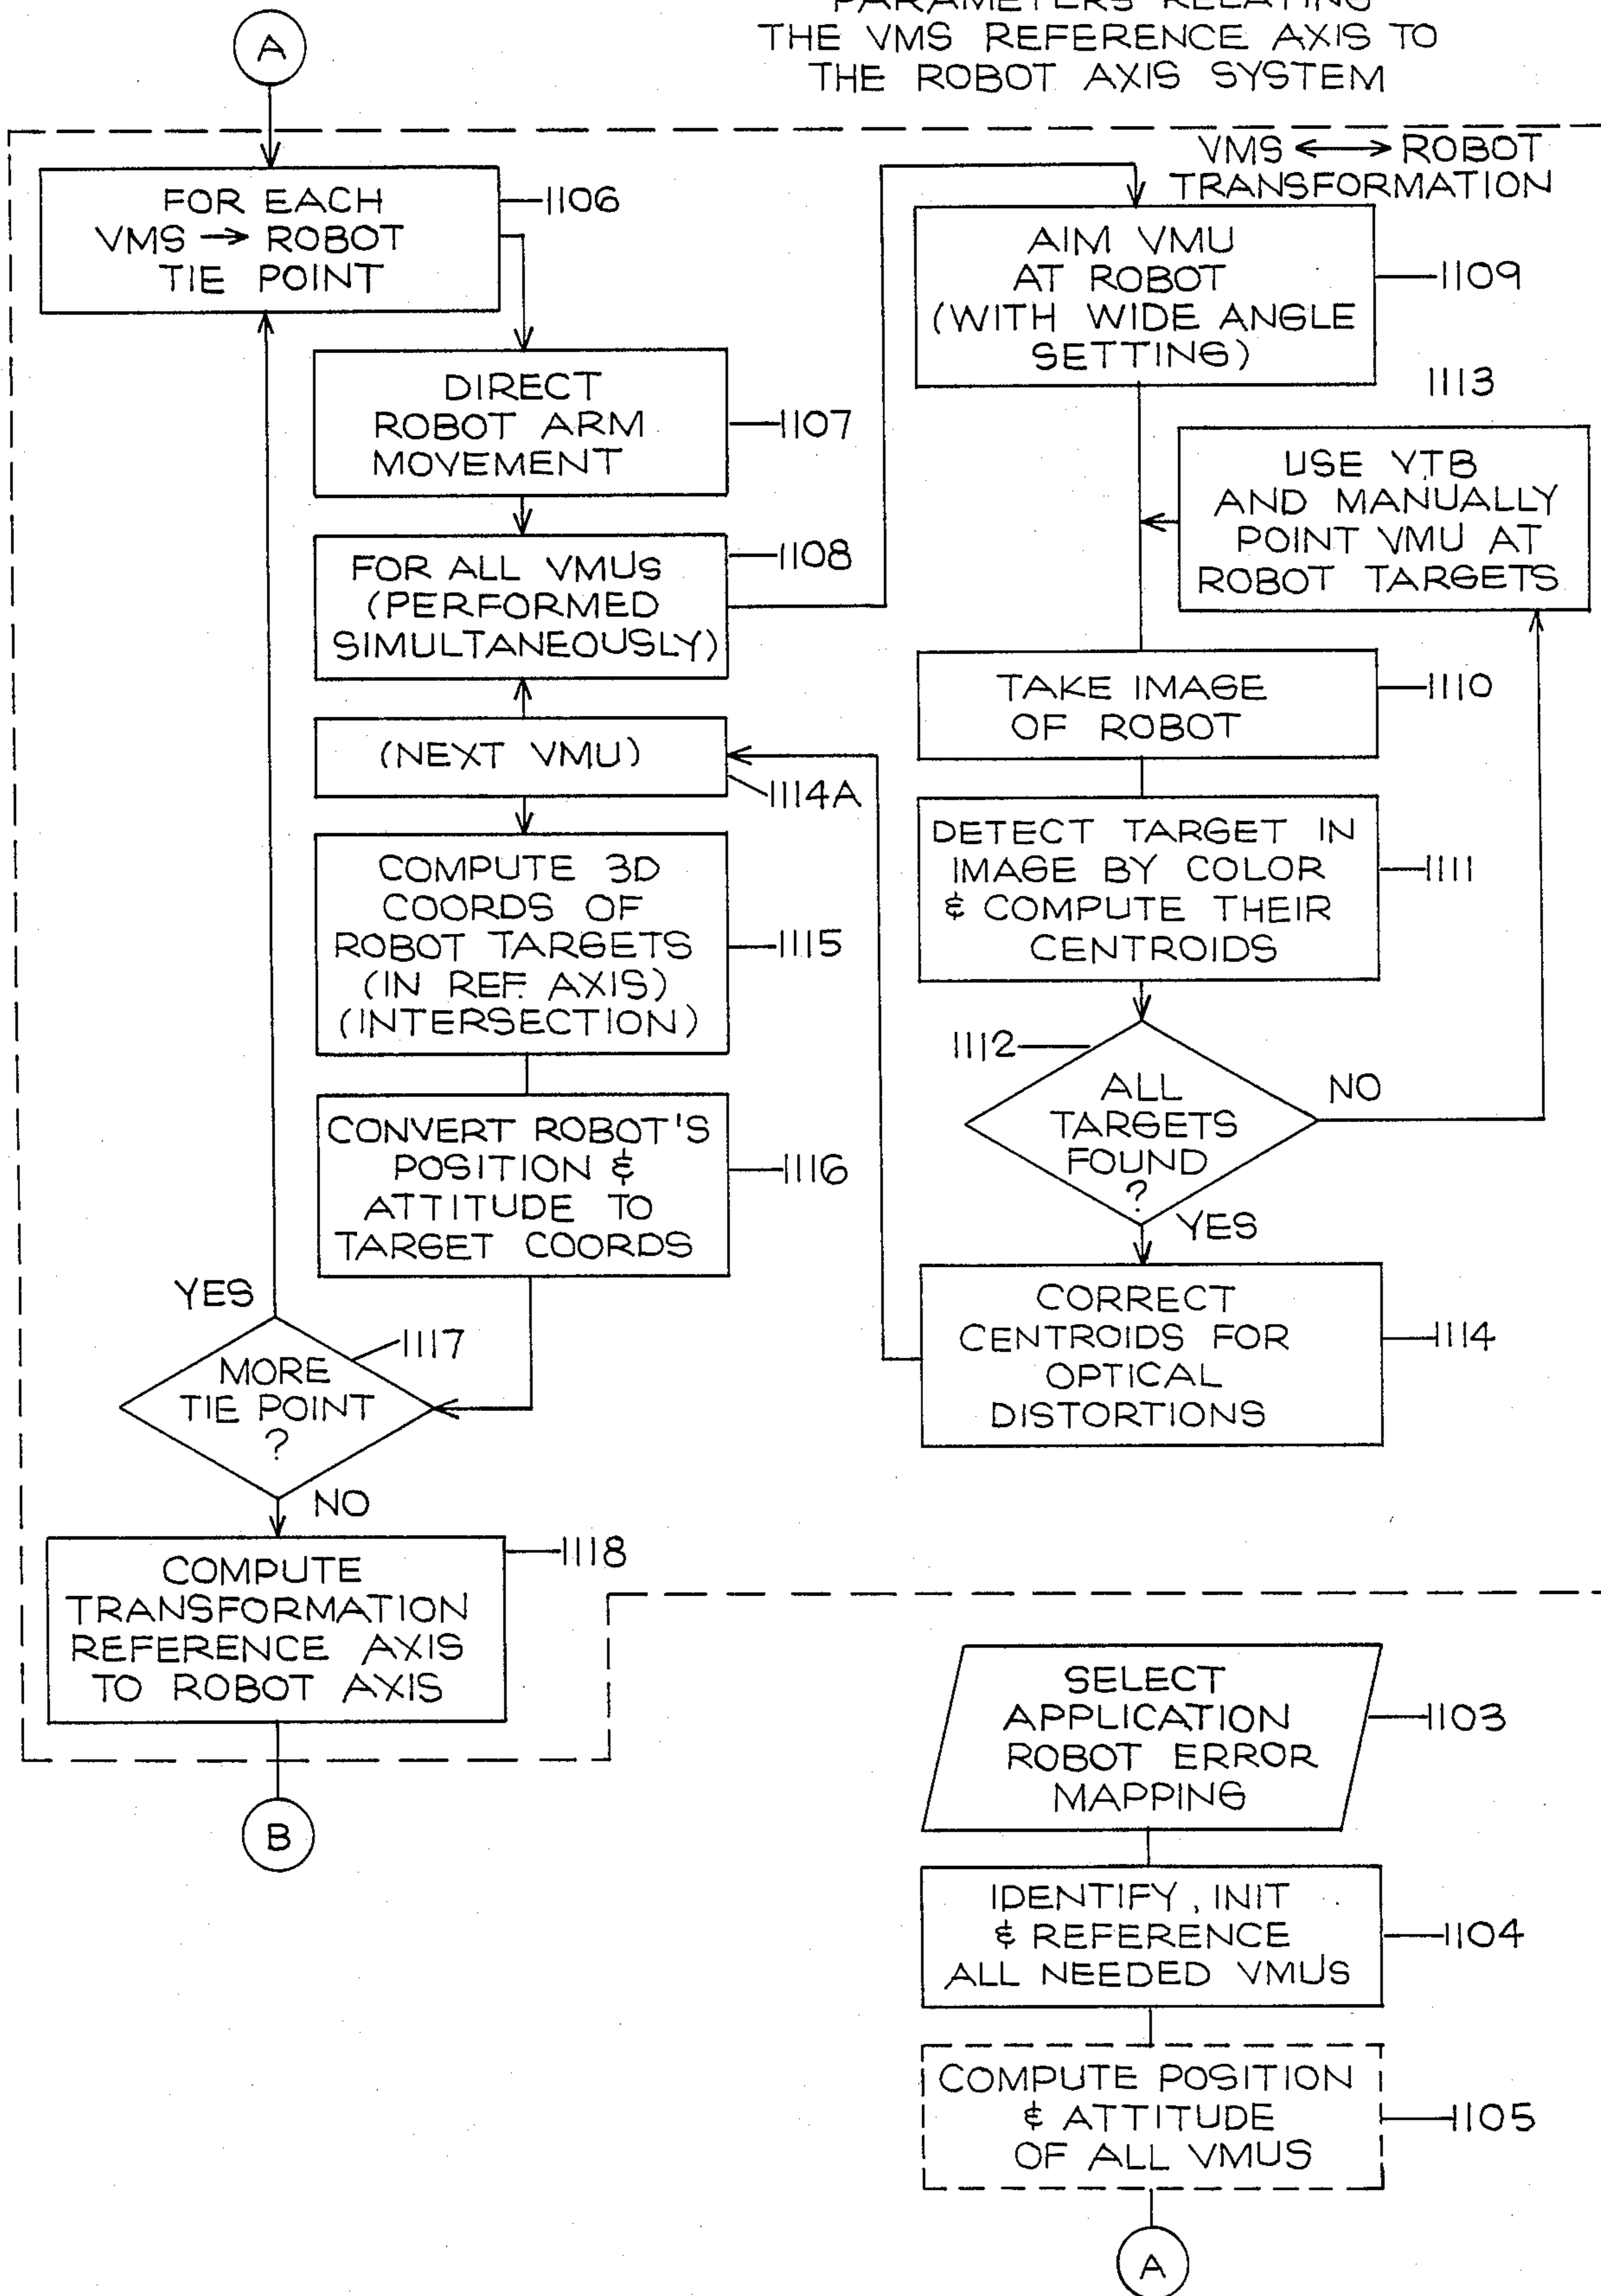 PARAMETERS RELATING
THE VMS REFERENCE AXIS TO
THE ROBOT AXIS SYSTEM
A
VMS <--> ROBOT
TRANSFORMATION
FOR EACH
VMS → ROBOT
TIE POINT
1106
DIRECT
ROBOT ARM
MOVEMENT
1107
FOR ALL VMUs
(PERFORMED
SIMULTANEOUSLY)
1108
(NEXT VMU)
1114A
COMPUTE 3D
COORDS OF
ROBOT TARGETS
(IN REF. AXIS)
(INTERSECTION)
1115
CONVERT ROBOT'S
POSITION &
ATTITUDE TO
TARGET COORDS
1116
YES
MORE
TIE POINT
?
1117
NO
COMPUTE
TRANSFORMATION
REFERENCE AXIS
TO ROBOT AXIS
1118
B
AIM VMU
AT ROBOT
(WITH WIDE ANGLE
SETTING)
1109
1113
USE VTB
AND MANUALLY
POINT VMU AT
ROBOT TARGETS
TAKE IMAGE
OF ROBOT
1110
DETECT TARGET IN
IMAGE BY COLOR
& COMPUTE THEIR
CENTROIDS
1111
1112
ALL
TARGETS
FOUND
?
NO
YES
CORRECT
CENTROIDS FOR
OPTICAL
DISTORTIONS
1114
SELECT
APPLICATION
ROBOT ERROR
MAPPING
1103
IDENTIFY, INIT
& REFERENCE
ALL NEEDED VMUS
1104
COMPUTE POSITION
& ATTITUDE
OF ALL VMUS
1105
A